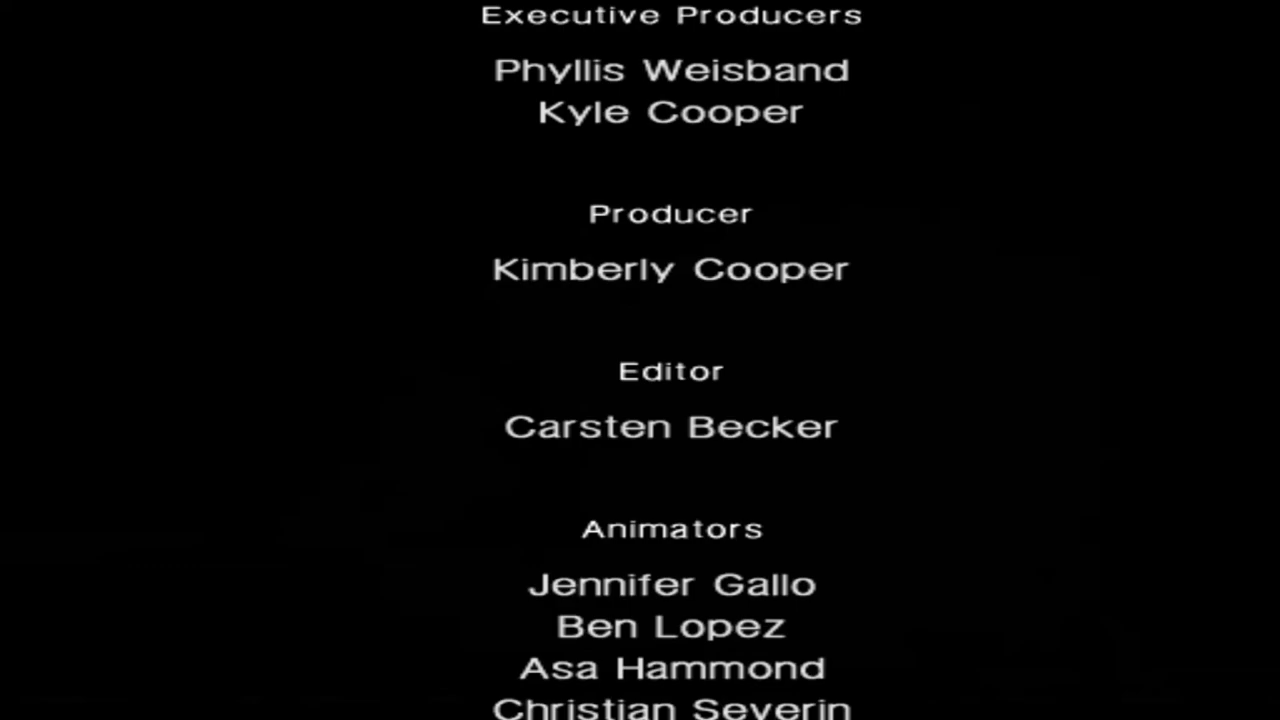 Executive Producers
Phyllis Weisband
Kyle Cooper
Producer
Kimberly Cooper
Editor
Carsten Becker
Animators
Jennifer Gallo
Ben Lopez
Asa Hammond
Christian Severin